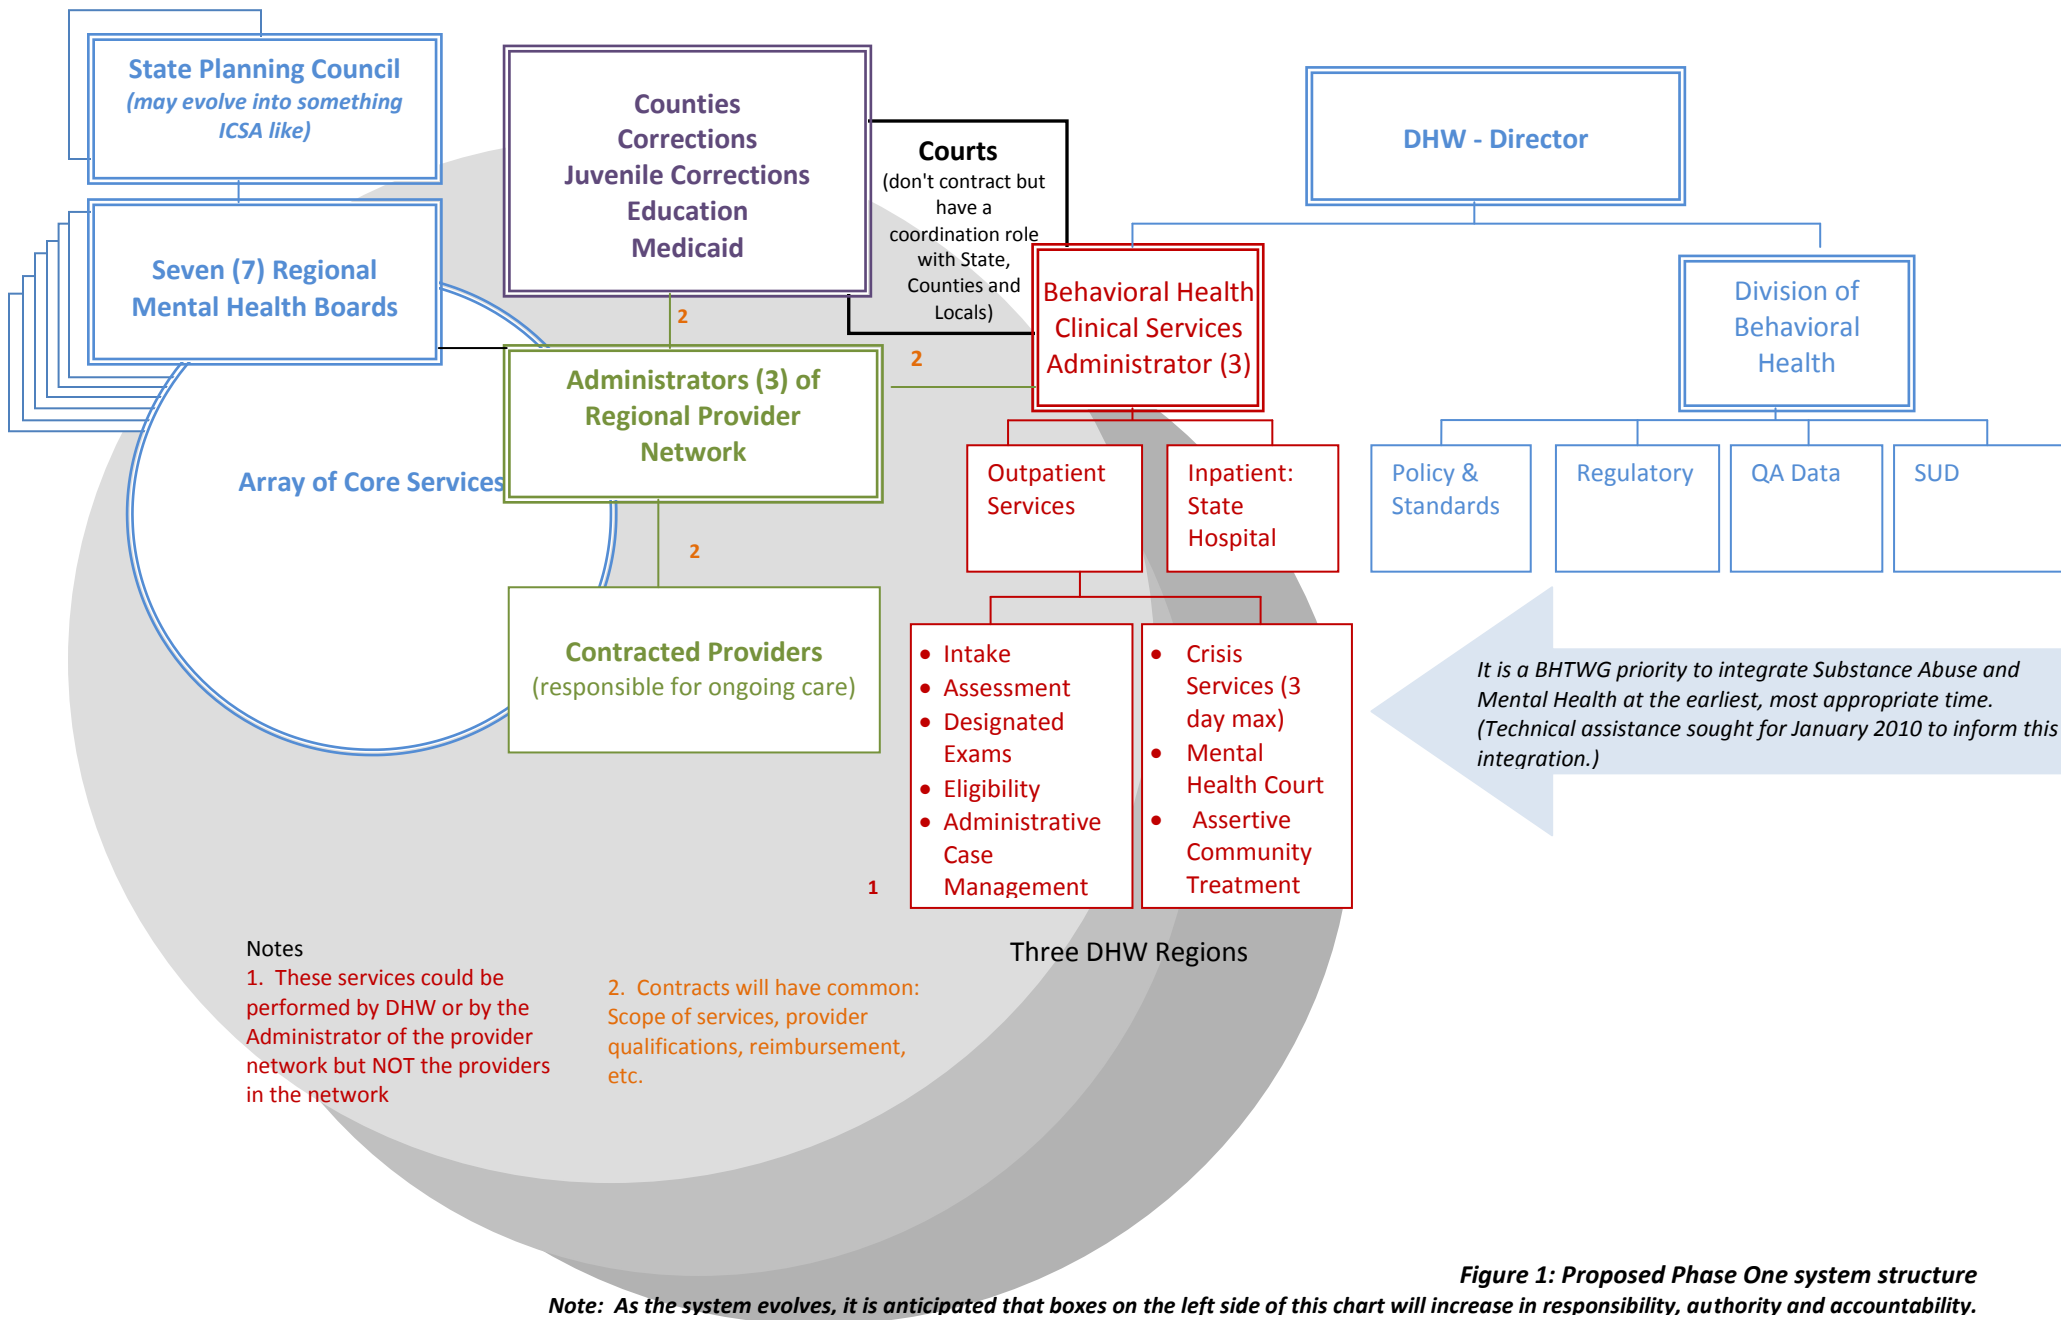 State Planning Council
(may evolve into something
ICSA like)
Seven (7) Regional
Mental Health Boards
Array of Core Services
Counties
Corrections
Juvenile Corrections
Education
Medicaid
Courts
(don't contract but
have a
coordination role
with State,
Counties and
Locals)
2
2
Administrators (3) of
Regional Provider
Network
2
Contracted Providers
(responsible for ongoing care)
DHW - Director
Behavioral Health
Clinical Services
Administrator (3)
Division of
Behavioral
Health
Outpatient
Services
Inpatient:
State
Hospital
Policy &
Standards
Regulatory
QA Data
SUD
• Intake
• Assessment
• Designated
Exams
• Eligibility
• Administrative
Case
Management
1
• Crisis
Services (3
day max)
• Mental
Health Court
• Assertive
Community
Treatment
It is a BHTWG priority to integrate Substance Abuse and
Mental Health at the earliest, most appropriate time.
(Technical assistance sought for January 2010 to inform this
integration.)
Three DHW Regions
Notes
1. These services could be
performed by DHW or by the
Administrator of the provider
network but NOT the providers
in the network
2. Contracts will have common:
Scope of services, provider
qualifications, reimbursement,
etc.
Figure 1: Proposed Phase One system structure
Note: As the system evolves, it is anticipated that boxes on the left side of this chart will increase in responsibility, authority and accountability.